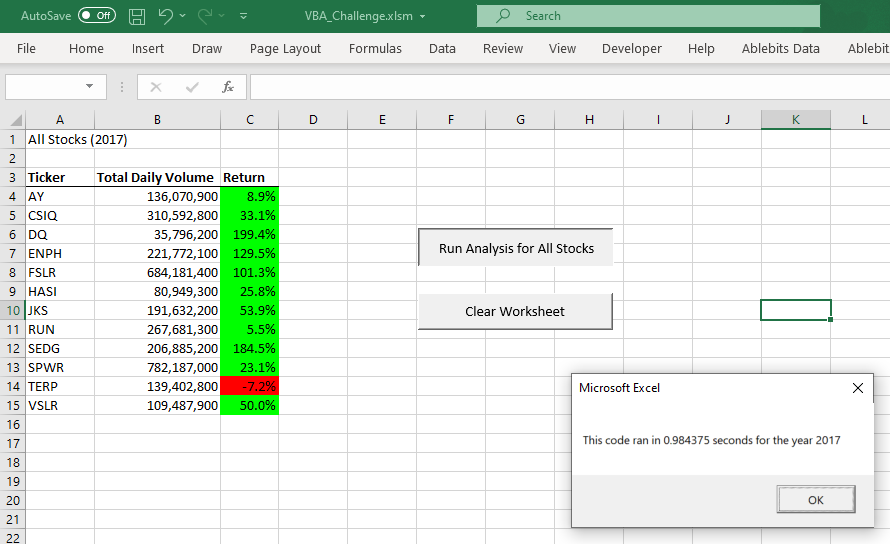 AutoSave Off VBA_Challenge.xlsm Search
File Home Insert Draw Page Layout Formulas Data Review View Developer Help Ablebits Data Ablebit
fx
A B C D E F G H I J K L
1 All Stocks (2017)
2
3 Ticker Total Daily Volume Return
4 AY 136,070,900 8.9%
5 CSIQ 310,592,800 33.1%
6 DQ 35,796,200 199.4%
7 ENPH 221,772,100 129.5%
8 FSLR 684,181,400 101.3%
9 HASI 80,949,300 25.8%
10 JKS 191,632,200 53.9%
11 RUN 267,681,300 5.5%
12 SEDG 206,885,200 184.5%
13 SPWR 782,187,000 23.1%
14 TERP 139,402,800 -7.2%
15 VSLR 109,487,900 50.0%
16
17
18
19
20
21
22
Run Analysis for All Stocks
Clear Worksheet
Microsoft Excel
This code ran in 0.984375 seconds for the year 2017
OK